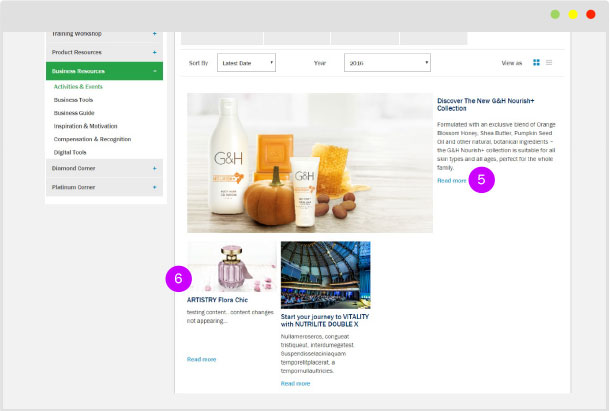 Training Workshop +
Product Resources +
Business Resources -
Activities & Events
Business Tools
Business Guide
Inspiration & Motivation
Compensation & Recognition
Digital Tools
Diamond Corner +
Platinum Corner +
Sort By Latest Date Year 2016 View as
G&H
G&H
Discover The New G&H Nourish+
Collection
Formulated with an exclusive blend of Orange
Blossom Honey, Shea Butter, Pumpkin Seed
Oil and other natural, botanical ingredients –
the G&H Nourish+ collection is suitable for all
skin types and all ages, perfect for the whole
family.
Read more
5
6
ARTISTRY Flora Chic
testing content.. content changes
not appearing...
Read more
Start your journey to VITALITY
with NUTRILITE DOUBLE X
Nullameroseros, congueat
tristiqueut, interdumegetest
Suspendisselaciniaquam
temporelitplacerat, a
tempornullaultricies.
Read more